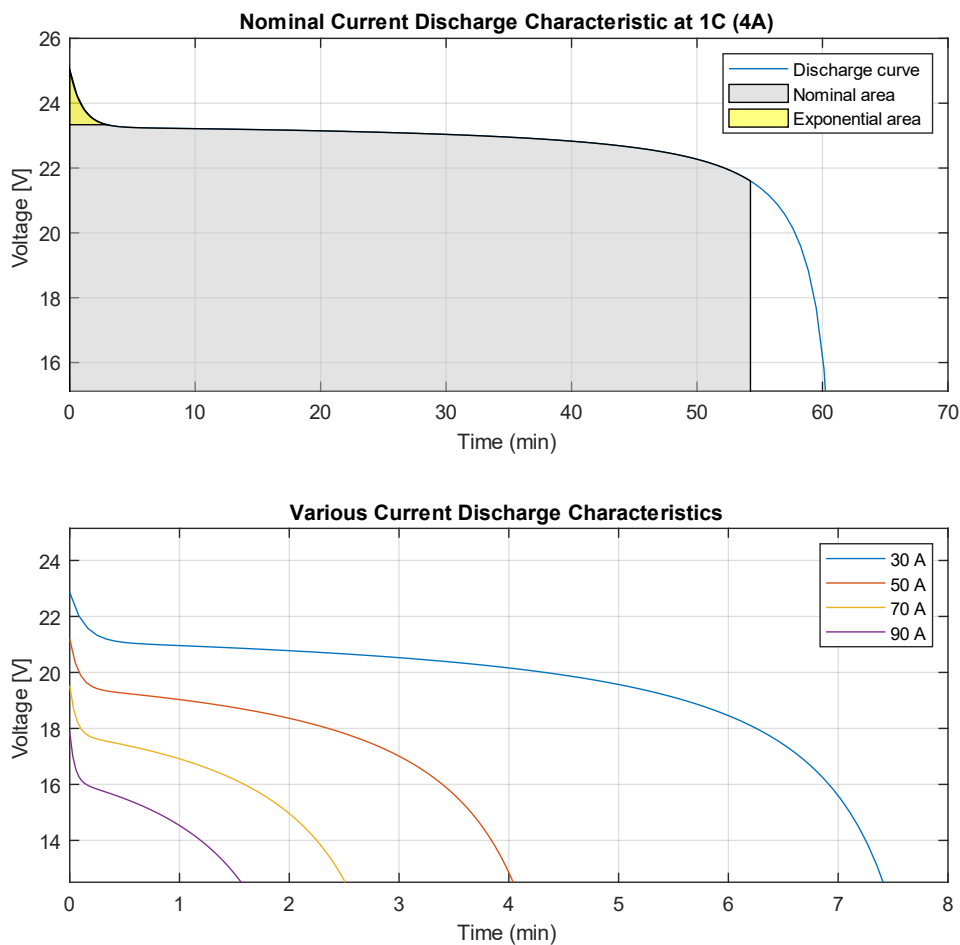 Nominal Current Discharge Characteristic at 1C (4A)
26
24
22
20
18
16
Voltage [V]
Discharge curve
Nominal area
Exponential area
0 10 20 30 40 50 60 70
Time (min)
Various Current Discharge Characteristics
24
22
20
18
16
14
Voltage [V]
30 A
50 A
70 A
90 A
0 1 2 3 4 5 6 7 8
Time (min)